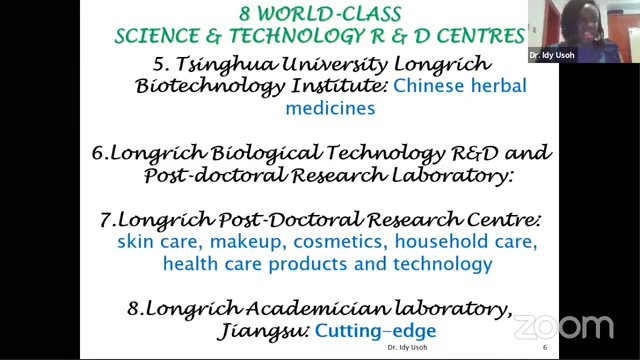 8 WORLD-CLASS
SCIENCE & TECHNOLOGY R & D CENTRES
Dr. Idy Usoh
5. Tsinghua University Longrich
Biotechnology Institute: Chinese herbal
medicines
6.Longrich Biological Technology R&D and
Post-doctoral Research Laboratory:
7.Longrich Post-Doctoral Research Centre:
skin care, makeup, cosmetics, household care,
health care products and technology
8.Longrich Academician laboratory,
Jiangsu: Cutting-edge
zoom
Dr. Idy Usoh
6